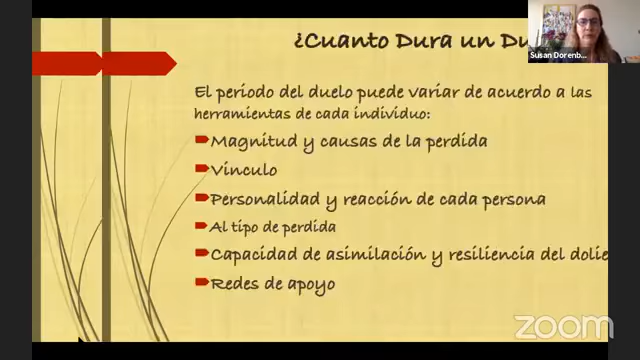 ¿Cuanto Dura un Du
Susan Dorenb...
El periodo del duelo puede variar de acuerdo a las
herramientas de cada individuo:
Magnitud y causas de la perdida
Vinculo
Personalidad y reacción de cada persona
Al tipo de perdida
Capacidad de asimilación y resiliencia del dolie
Redes de apoyo
zoom